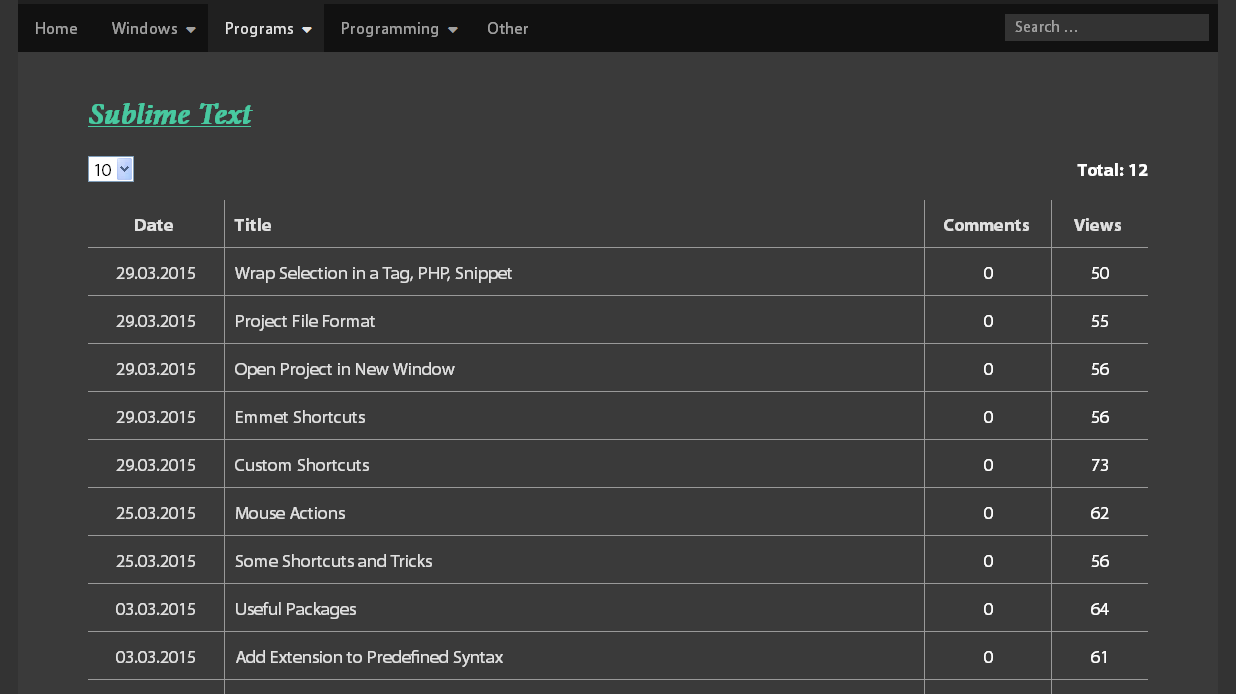 Home Windows Programs Programming Other Search ...
Sublime Text
10 Total: 12
Date Title Comments Views
29.03.2015 Wrap Selection in a Tag, PHP, Snippet 0 50
29.03.2015 Project File Format 0 55
29.03.2015 Open Project in New Window 0 56
29.03.2015 Emmet Shortcuts 0 56
29.03.2015 Custom Shortcuts 0 73
25.03.2015 Mouse Actions 0 62
25.03.2015 Some Shortcuts and Tricks 0 56
03.03.2015 Useful Packages 0 64
03.03.2015 Add Extension to Predefined Syntax 0 61